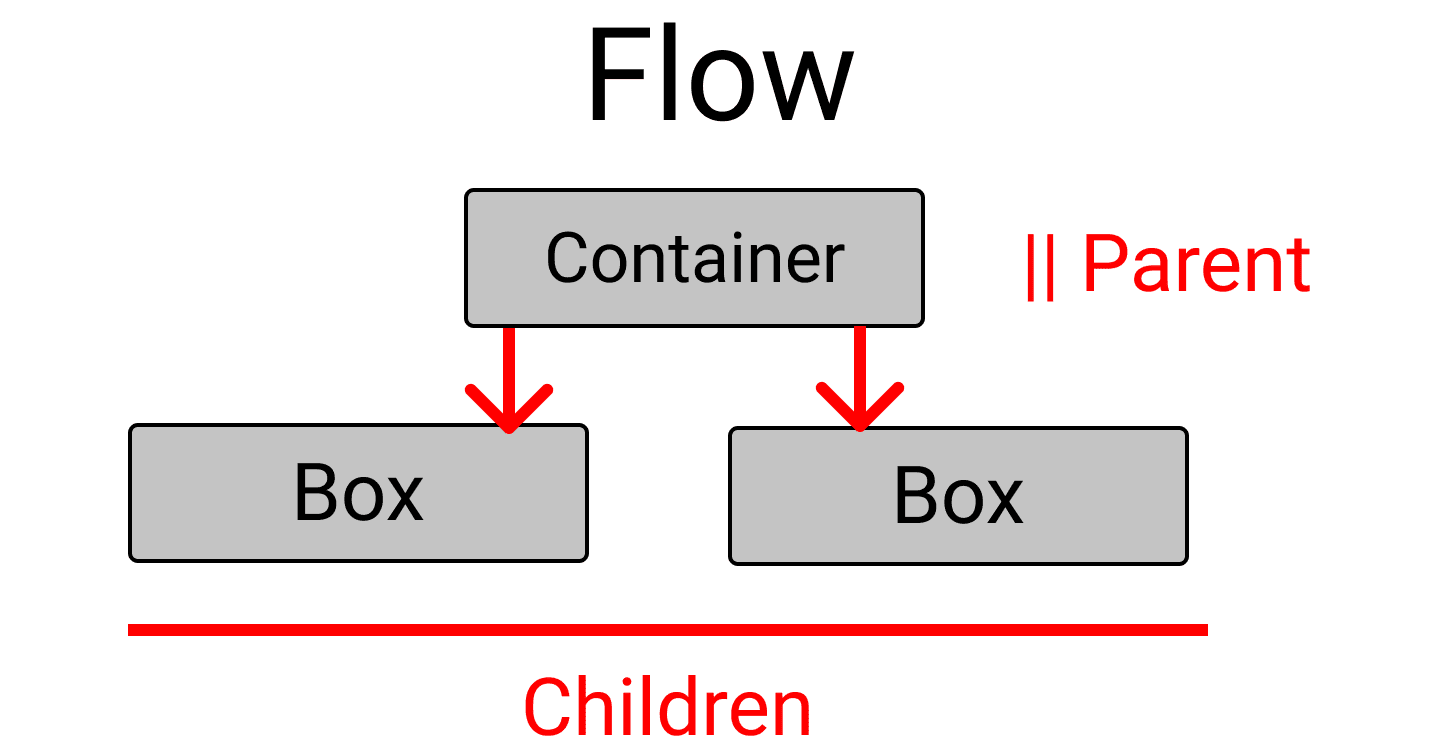 Flow
Container
|| Parent
Box
Box
Children